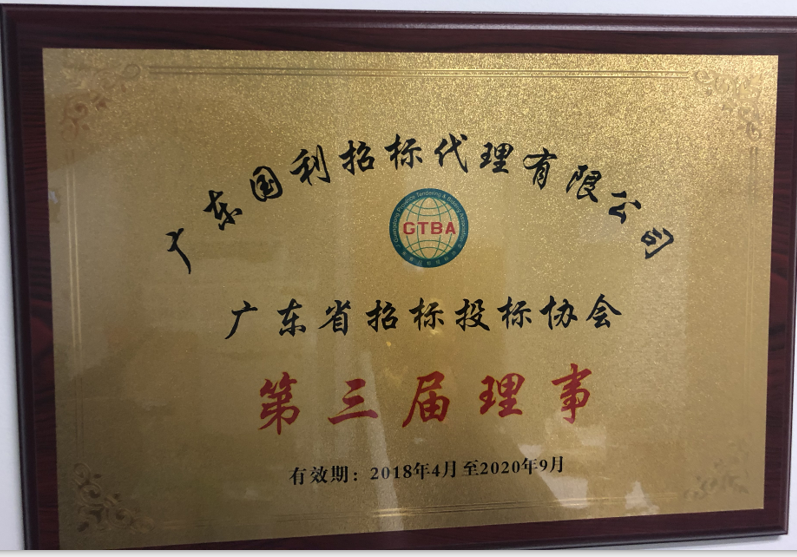 广东国利招标代理有限公司
GTBA
广东省招标投标协会
第三届理事
有效期：2018年4月至2020年9月